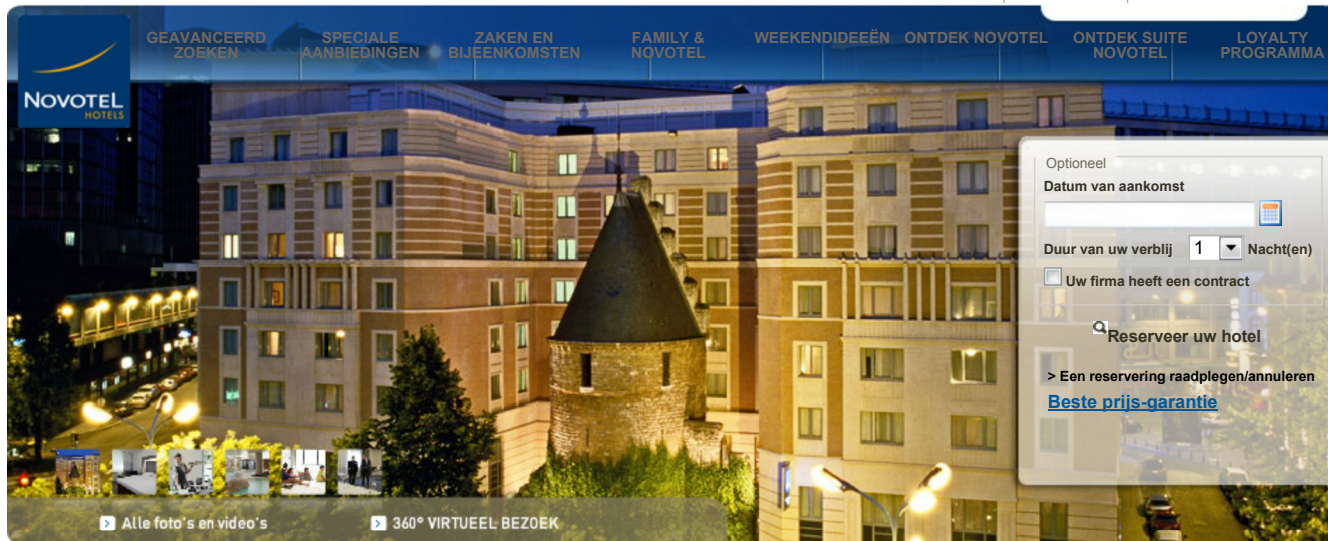 GEAVANCEERD ZOEKEN
SPECIALE AANBIEDINGEN
ZAKEN EN BIJEENKOMSTEN
FAMILY & NOVOTEL
WEEKENDIDEEËN
ONTDEK NOVOTEL
ONTDEK SUITE NOVOTEL
LOYALTY PROGRAMMA
NOVOTEL
HOTELS
Optioneel
Datum van aankomst
Duur van uw verblij 1 Nacht(en)
Uw firma heeft een contract
Reserveer uw hotel
> Een reservering raadplegen/annuleren
Beste prijs-garantie
Alle foto's en video's
360° VIRTUEEL BEZOEK